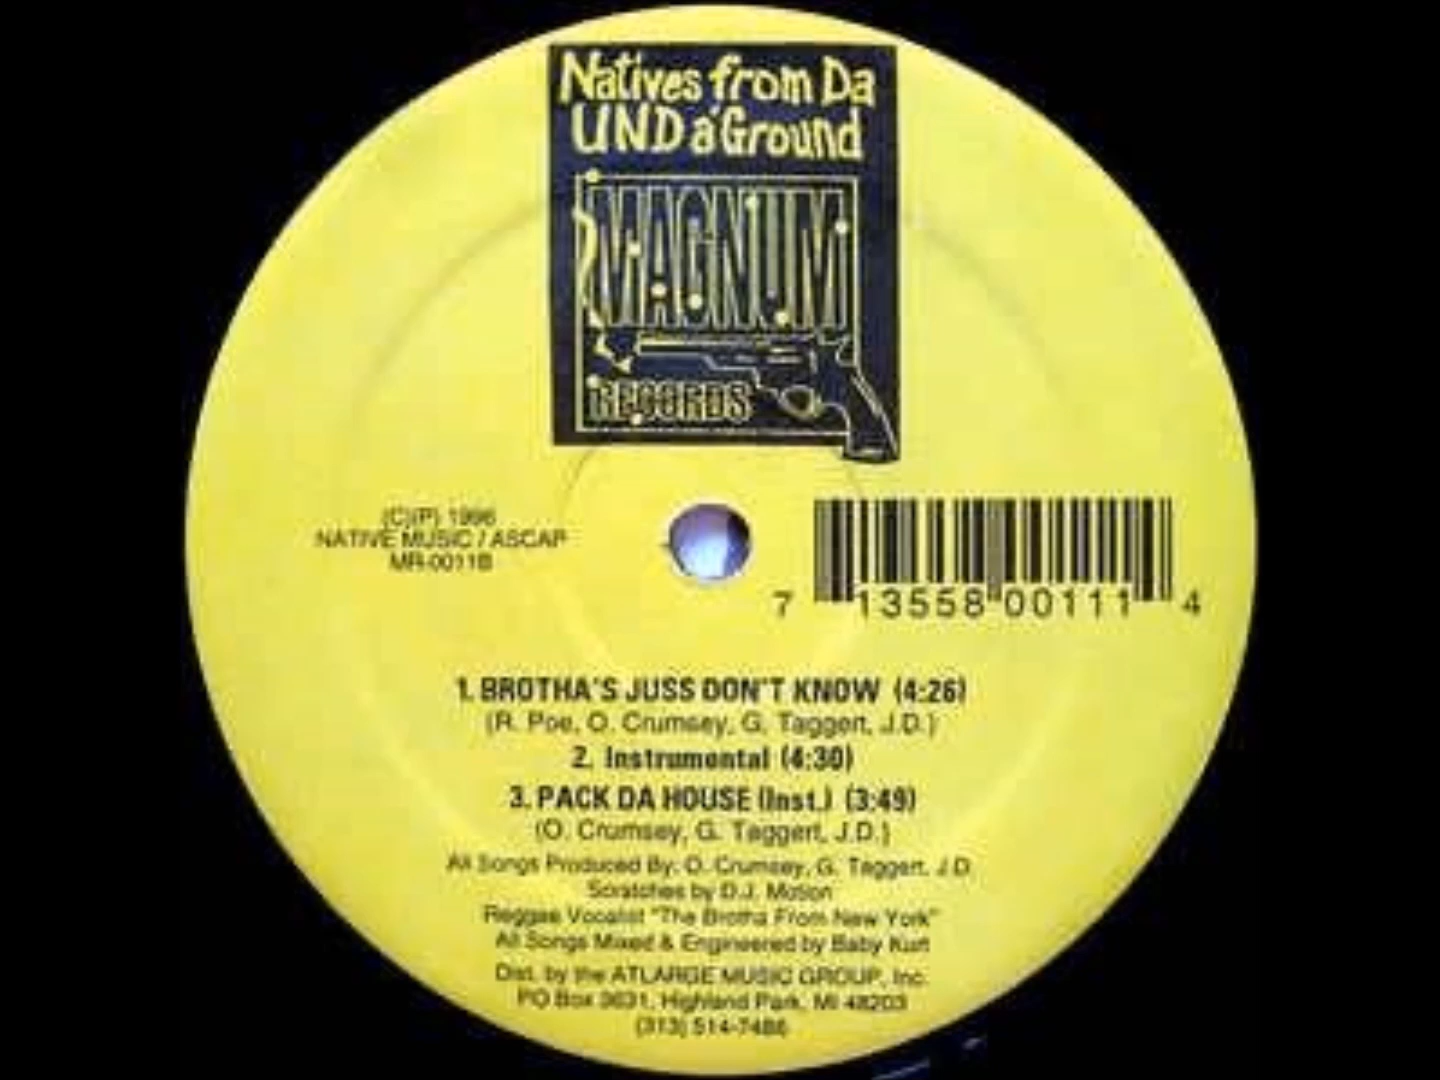 Natives from Da
UNDa'Ground
MAGNUM
RECORDS
(C)(P) 1996
NATIVE MUSIC / ASCAP
MR-0011B
7 13558 00111 4
1. BROTHA'S JUSS DON'T KNOW (4:26)
(R. Poe, O. Crumsey, G. Taggert, J.D.)
2. Instrumental (4:30)
3. PACK DA HOUSE (Inst.) (3:49)
(O. Crumsey, G. Taggert, J.D.)
All Songs Produced By: O. Crumsey, G. Taggert, J.D.
Scratches by D.J. Motion
Reggae Vocalist "The Brotha From New York"
All Songs Mixed & Engineered by Baby Kurt
Dist. by the ATLARGE MUSIC GROUP, Inc.
PO Box 3631, Highland Park, MI 48203
(313) 514-7486